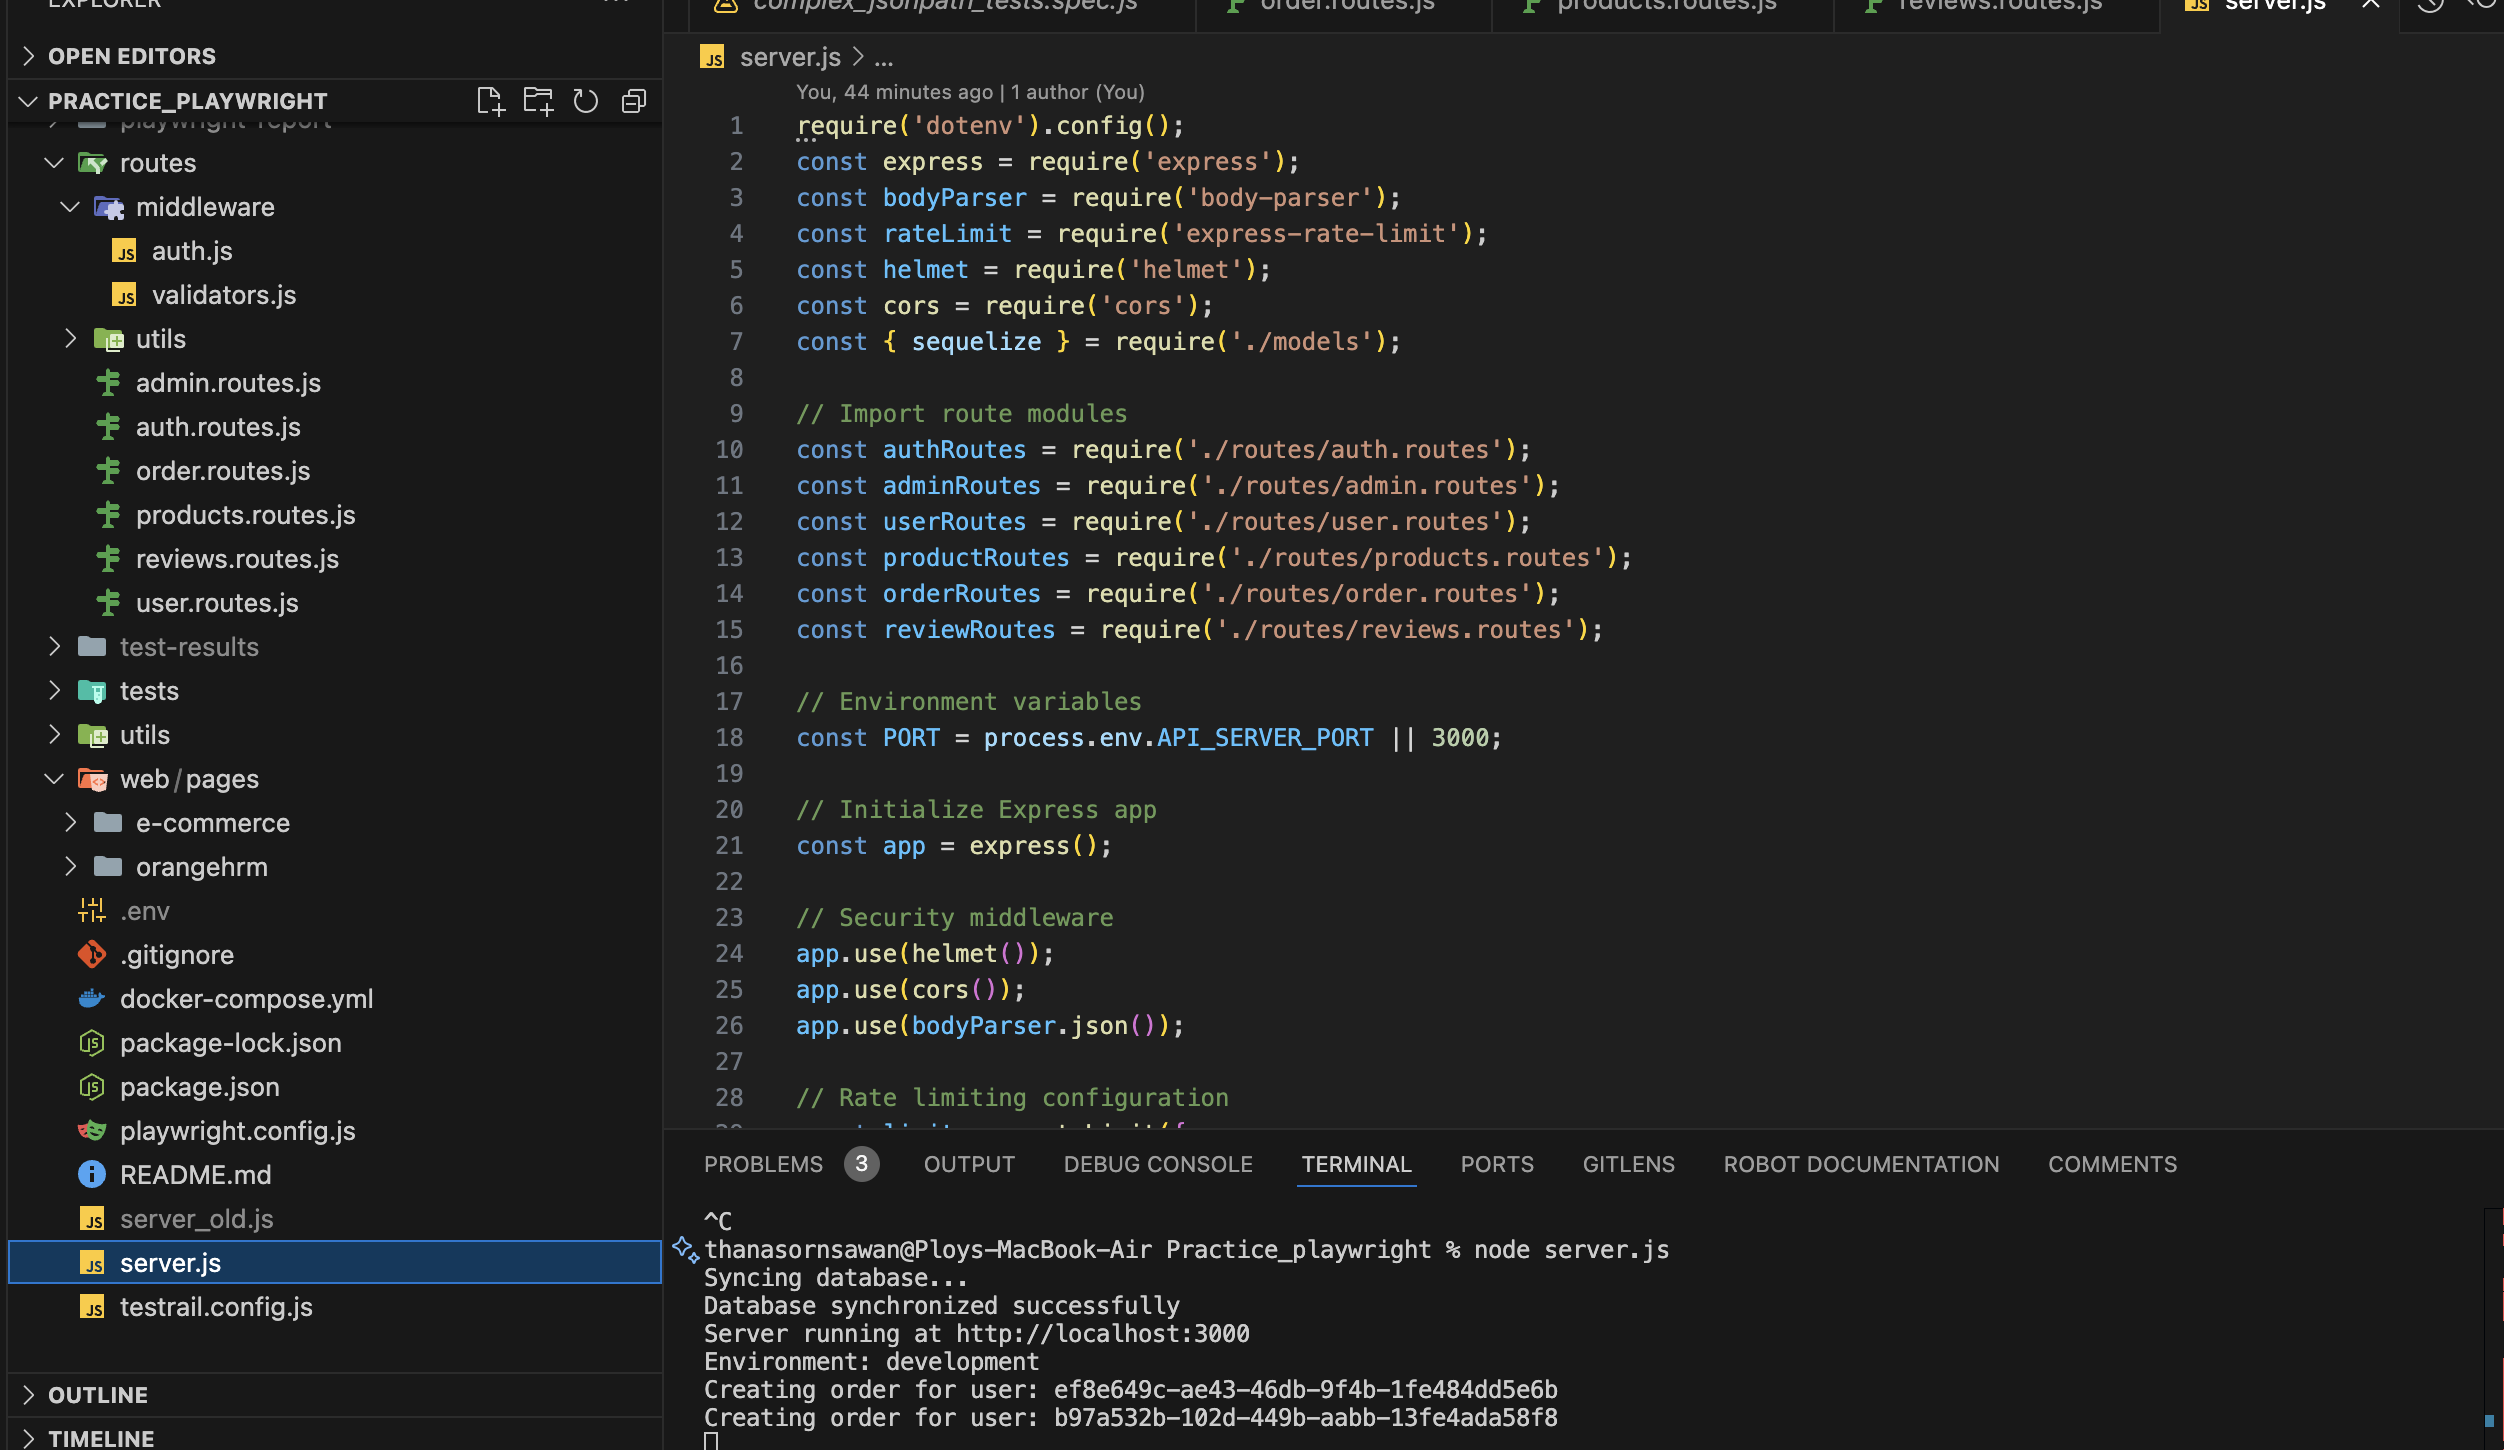 EXPLORER
OPEN EDITORS
PRACTICE_PLAYWRIGHT
playwright-report
routes
middleware
auth.js
validators.js
utils
admin.routes.js
auth.routes.js
order.routes.js
products.routes.js
reviews.routes.js
user.routes.js
test-results
tests
utils
web/pages
e-commerce
orangehrm
.env
.gitignore
docker-compose.yml
package-lock.json
package.json
playwright.config.js
README.md
server_old.js
server.js
testrail.config.js
OUTLINE
TIMELINE
complex_jsonpath_tests.spec.js order.routes.js products.routes.js reviews.routes.js server.js
server.js > ...
You, 44 minutes ago | 1 author (You)
1 require('dotenv').config();
2 const express = require('express');
3 const bodyParser = require('body-parser');
4 const rateLimit = require('express-rate-limit');
5 const helmet = require('helmet');
6 const cors = require('cors');
7 const { sequelize } = require('./models');
8
9 // Import route modules
10 const authRoutes = require('./routes/auth.routes');
11 const adminRoutes = require('./routes/admin.routes');
12 const userRoutes = require('./routes/user.routes');
13 const productRoutes = require('./routes/products.routes');
14 const orderRoutes = require('./routes/order.routes');
15 const reviewRoutes = require('./routes/reviews.routes');
16
17 // Environment variables
18 const PORT = process.env.API_SERVER_PORT || 3000;
19
20 // Initialize Express app
21 const app = express();
22
23 // Security middleware
24 app.use(helmet());
25 app.use(cors());
26 app.use(bodyParser.json());
27
28 // Rate limiting configuration
PROBLEMS 3 OUTPUT DEBUG CONSOLE TERMINAL PORTS GITLENS ROBOT DOCUMENTATION COMMENTS
^C
thanasornsawan@Ploys-MacBook-Air Practice_playwright % node server.js
Syncing database...
Database synchronized successfully
Server running at http://localhost:3000
Environment: development
Creating order for user: ef8e649c-ae43-46db-9f4b-1fe484dd5e6b
Creating order for user: b97a532b-102d-449b-aabb-13fe4ada58f8